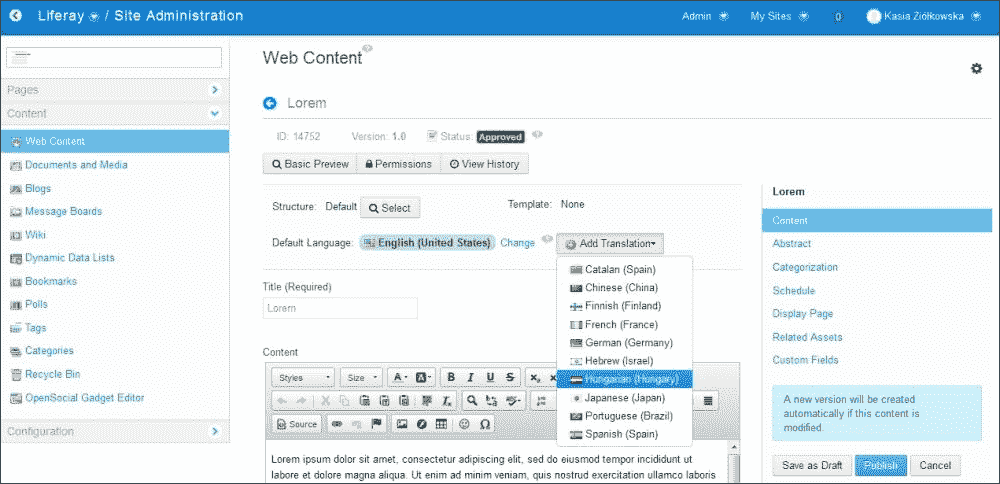 Liferay / Site Administration
Admin My Sites 0 Kasia Ziółkowska
Pages
Content
Web Content
Documents and Media
Blogs
Message Boards
Wiki
Dynamic Data Lists
Bookmarks
Polls
Tags
Categories
Recycle Bin
OpenSocial Gadget Editor
Configuration
Web Content
Lorem
ID: 14752 Version: 1.0 Status: Approved
Basic Preview Permissions View History
Structure: Default Select Template: None
Default Language: English (United States) Change Add Translation
Catalan (Spain)
Chinese (China)
Finnish (Finland)
French (France)
German (Germany)
Hebrew (Israel)
Hungarian (Hungary)
Japanese (Japan)
Portuguese (Brazil)
Spanish (Spain)
Title (Required)
Lorem
Content
Styles Size A A B I U S
Source
Lorem ipsum dolor sit amet, consectetur adipiscing elit, sed do eiusmod tempor incididunt ut
labore et dolore magna aliqua. Ut enim ad minim veniam, quis nostrud exercitation ullamco laboris
Lorem
Content
Abstract
Categorization
Schedule
Display Page
Related Assets
Custom Fields
A new version will be created
automatically if this content is
modified.
Save as Draft Publish Cancel